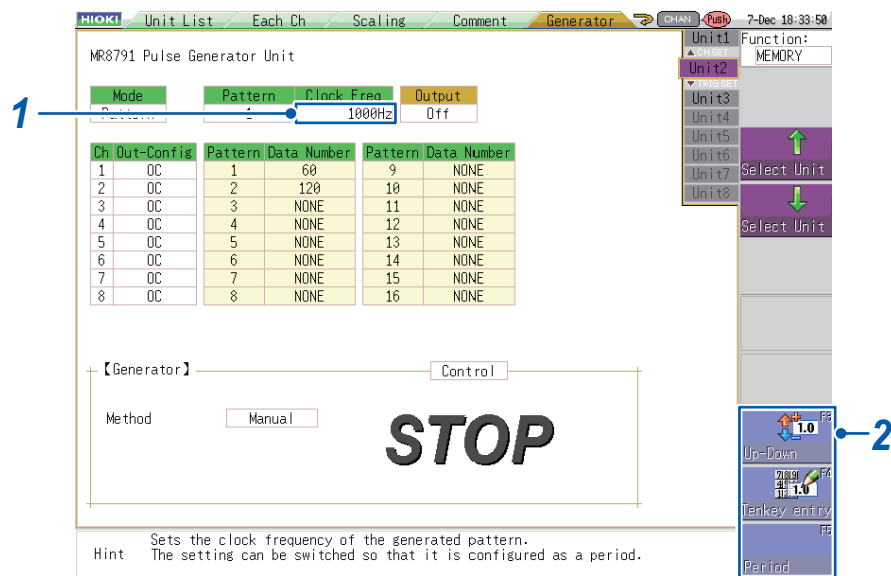 HIOKI Unit List Each Ch Scaling Comment Generator CHAN Push 7-Dec 18:33:50
Unit1 Function:
MR8791 Pulse Generator Unit ▲ CH.SET MEMORY
Unit2
▼ TRIG.SET
Mode Pattern Clock Freq Output Unit3
1 Pattern 1 1000Hz Off Unit4
Unit5
Ch Out-Config Pattern Data Number Pattern Data Number Unit6
1 OC 1 60 9 NONE Unit7 Select Unit
2 OC 2 120 10 NONE Unit8
3 OC 3 NONE 11 NONE
4 OC 4 NONE 12 NONE Select Unit
5 OC 5 NONE 13 NONE
6 OC 6 NONE 14 NONE
7 OC 7 NONE 15 NONE
8 OC 8 NONE 16 NONE
【Generator】 Control
Method Manual STOP
F3
1.0
Up-Down
2
F4
1.0
Tenkey entry
F5
Period
Hint Sets the clock frequency of the generated pattern.
The setting can be switched so that it is configured as a period.